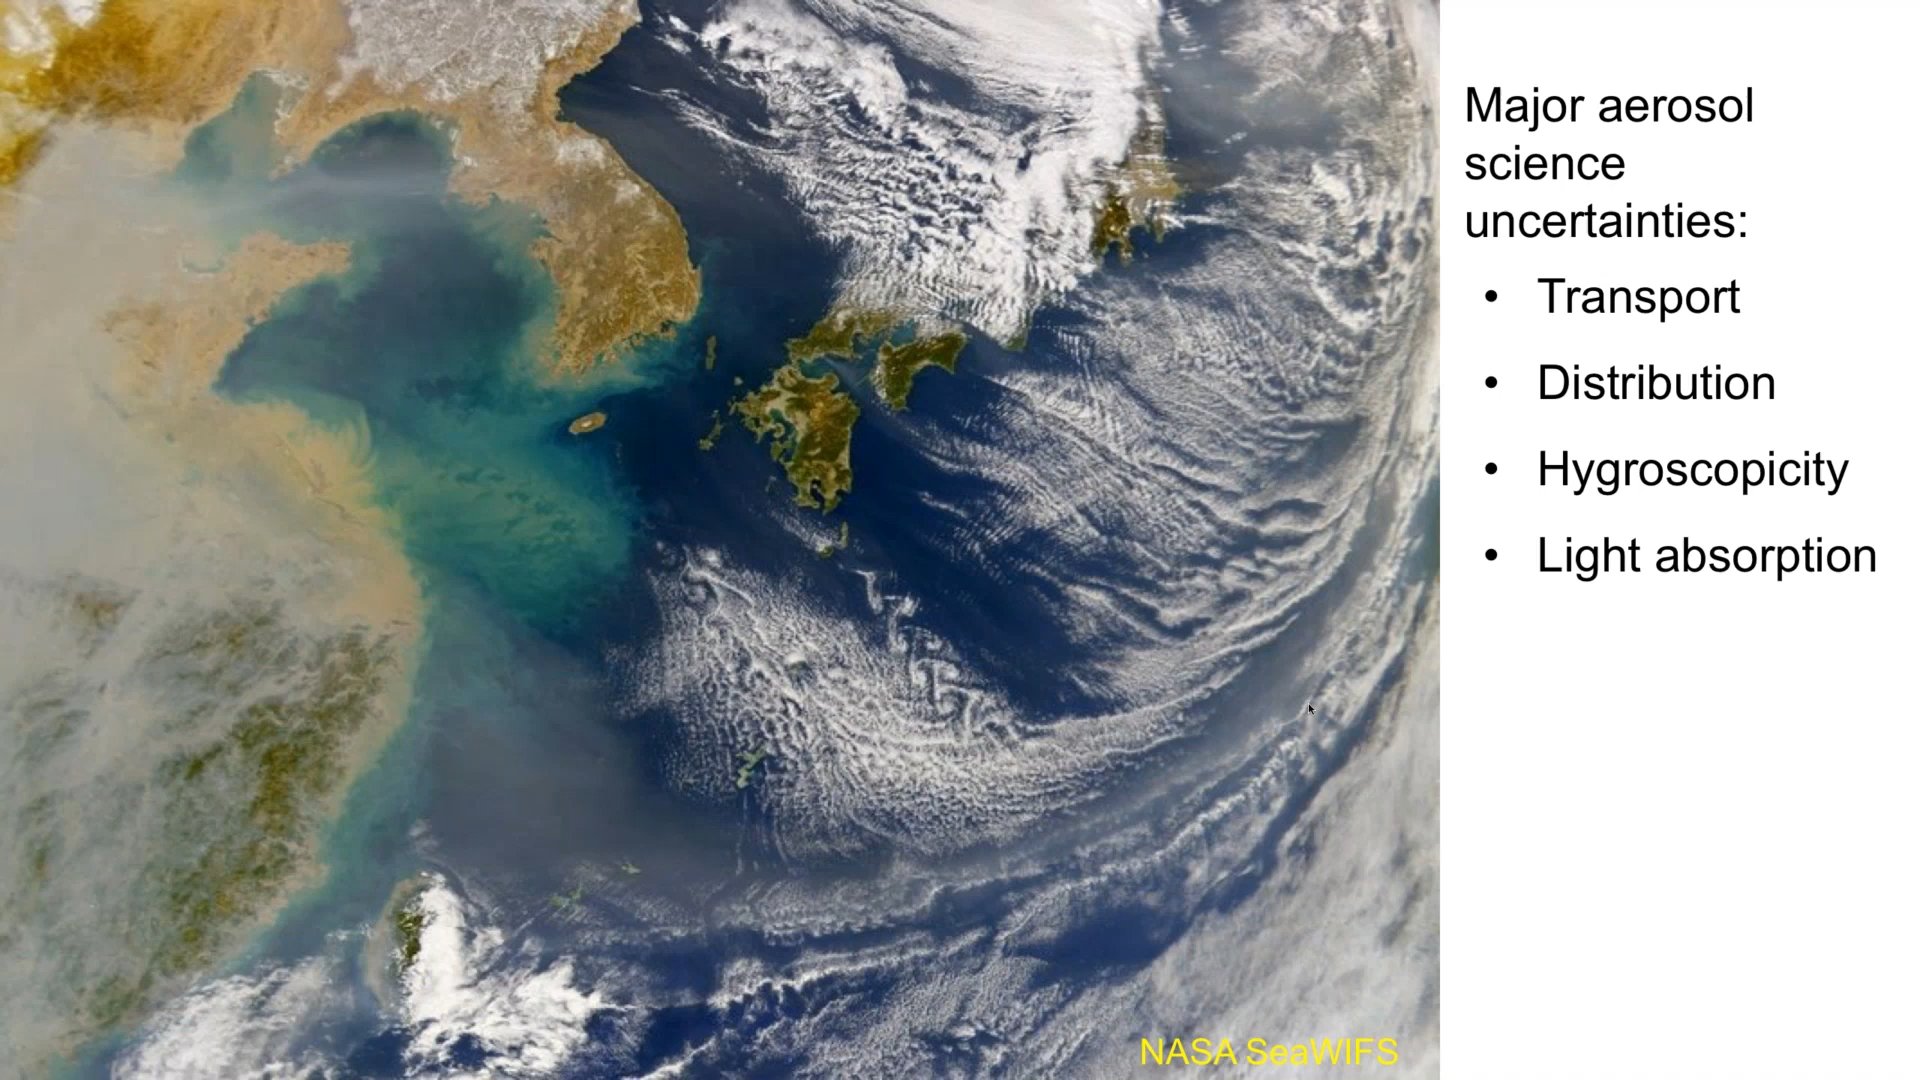 Major aerosol
science
uncertainties:
• Transport
• Distribution
• Hygroscopicity
• Light absorption
NASA SeaWIFS